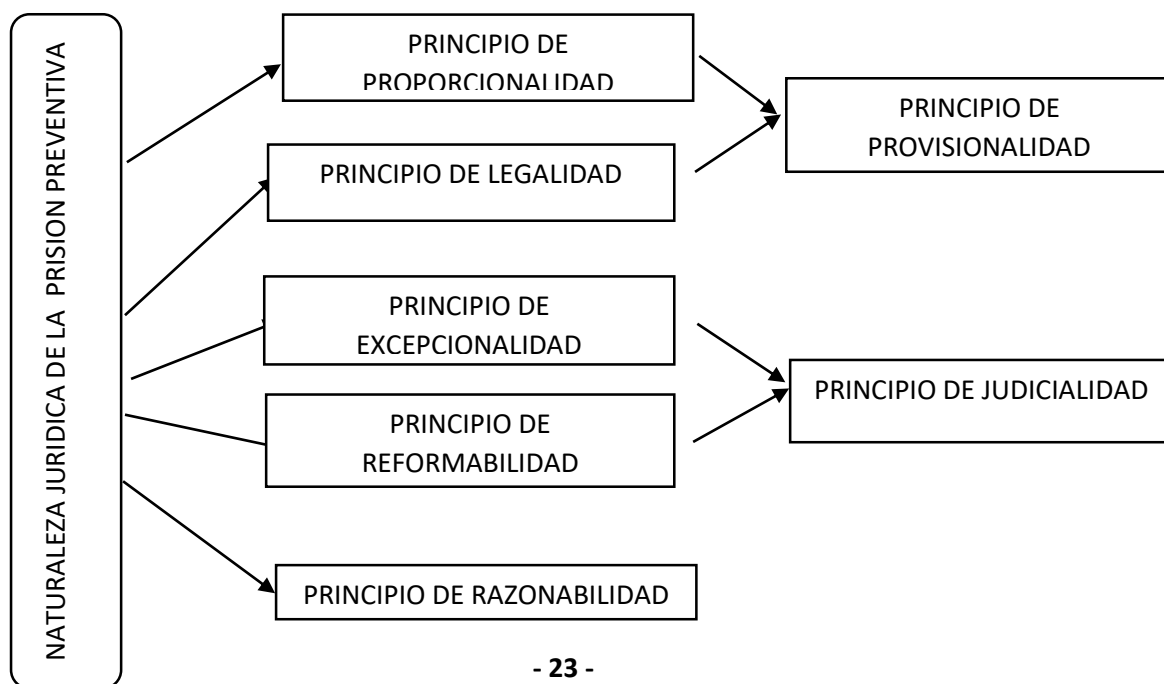 NATURALEZA JURIDICA DE LA PRISION PREVENTIVA
PRINCIPIO DE
PROPORCIONALIDAD
PRINCIPIO DE LEGALIDAD
PRINCIPIO DE
EXCEPCIONALIDAD
PRINCIPIO DE
REFORMABILIDAD
PRINCIPIO DE RAZONABILIDAD
PRINCIPIO DE
PROVISIONALIDAD
PRINCIPIO DE JUDICIALIDAD
- 23 -